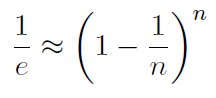 1/e ≈ (1 − 1/n)^n